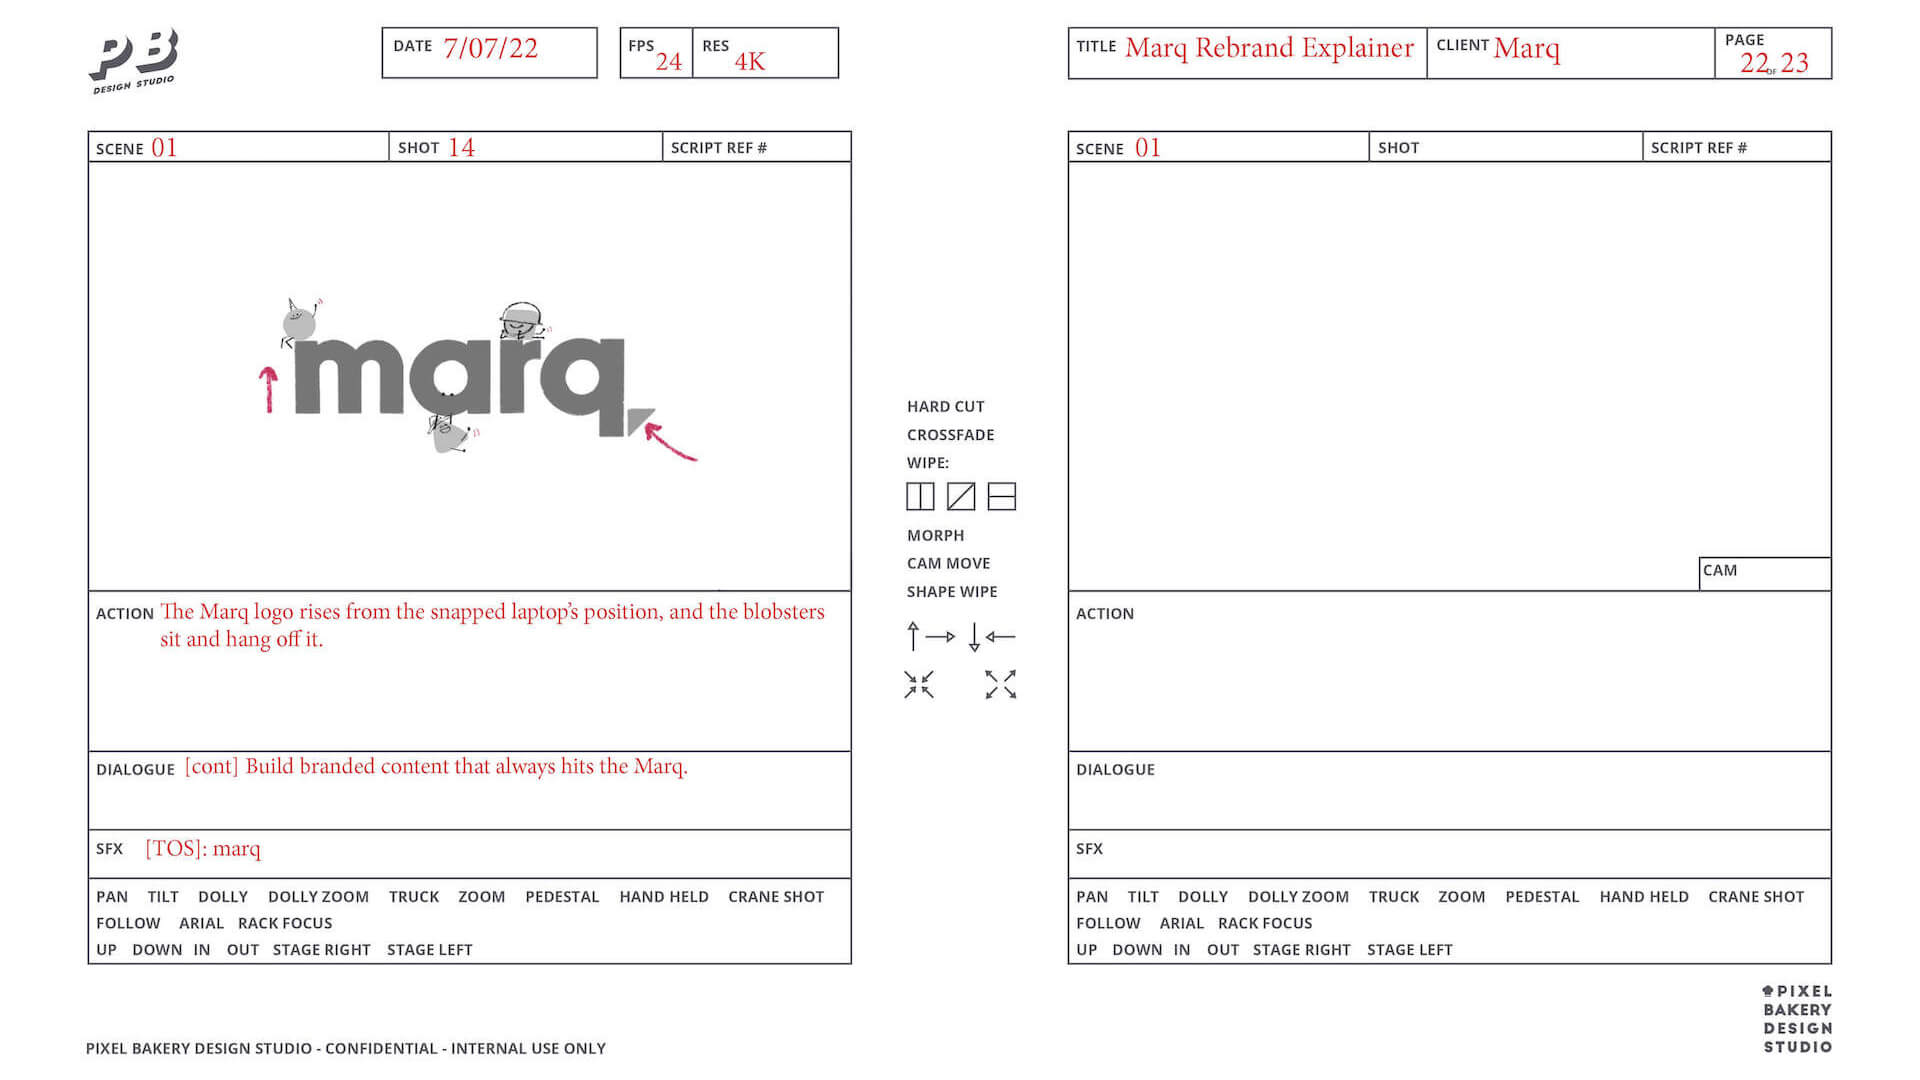 PB
DESIGN STUDIO
DATE 7/07/22
FPS 24 RES 4K
TITLE Marq Rebrand Explainer CLIENT Marq PAGE 22 OF 23
SCENE 01 SHOT 14 SCRIPT REF #
marq
ACTION The Marq logo rises from the snapped laptop’s position, and the blobsters
sit and hang off it.
DIALOGUE [cont] Build branded content that always hits the Marq.
SFX [TOS]: marq
PAN TILT DOLLY DOLLY ZOOM TRUCK ZOOM PEDESTAL HAND HELD CRANE SHOT
FOLLOW ARIAL RACK FOCUS
UP DOWN IN OUT STAGE RIGHT STAGE LEFT
HARD CUT
CROSSFADE
WIPE:
MORPH
CAM MOVE
SHAPE WIPE
SCENE 01 SHOT SCRIPT REF #
CAM
ACTION
DIALOGUE
SFX
PAN TILT DOLLY DOLLY ZOOM TRUCK ZOOM PEDESTAL HAND HELD CRANE SHOT
FOLLOW ARIAL RACK FOCUS
UP DOWN IN OUT STAGE RIGHT STAGE LEFT
PIXEL BAKERY DESIGN STUDIO - CONFIDENTIAL - INTERNAL USE ONLY
PIXEL
BAKERY
DESIGN
STUDIO